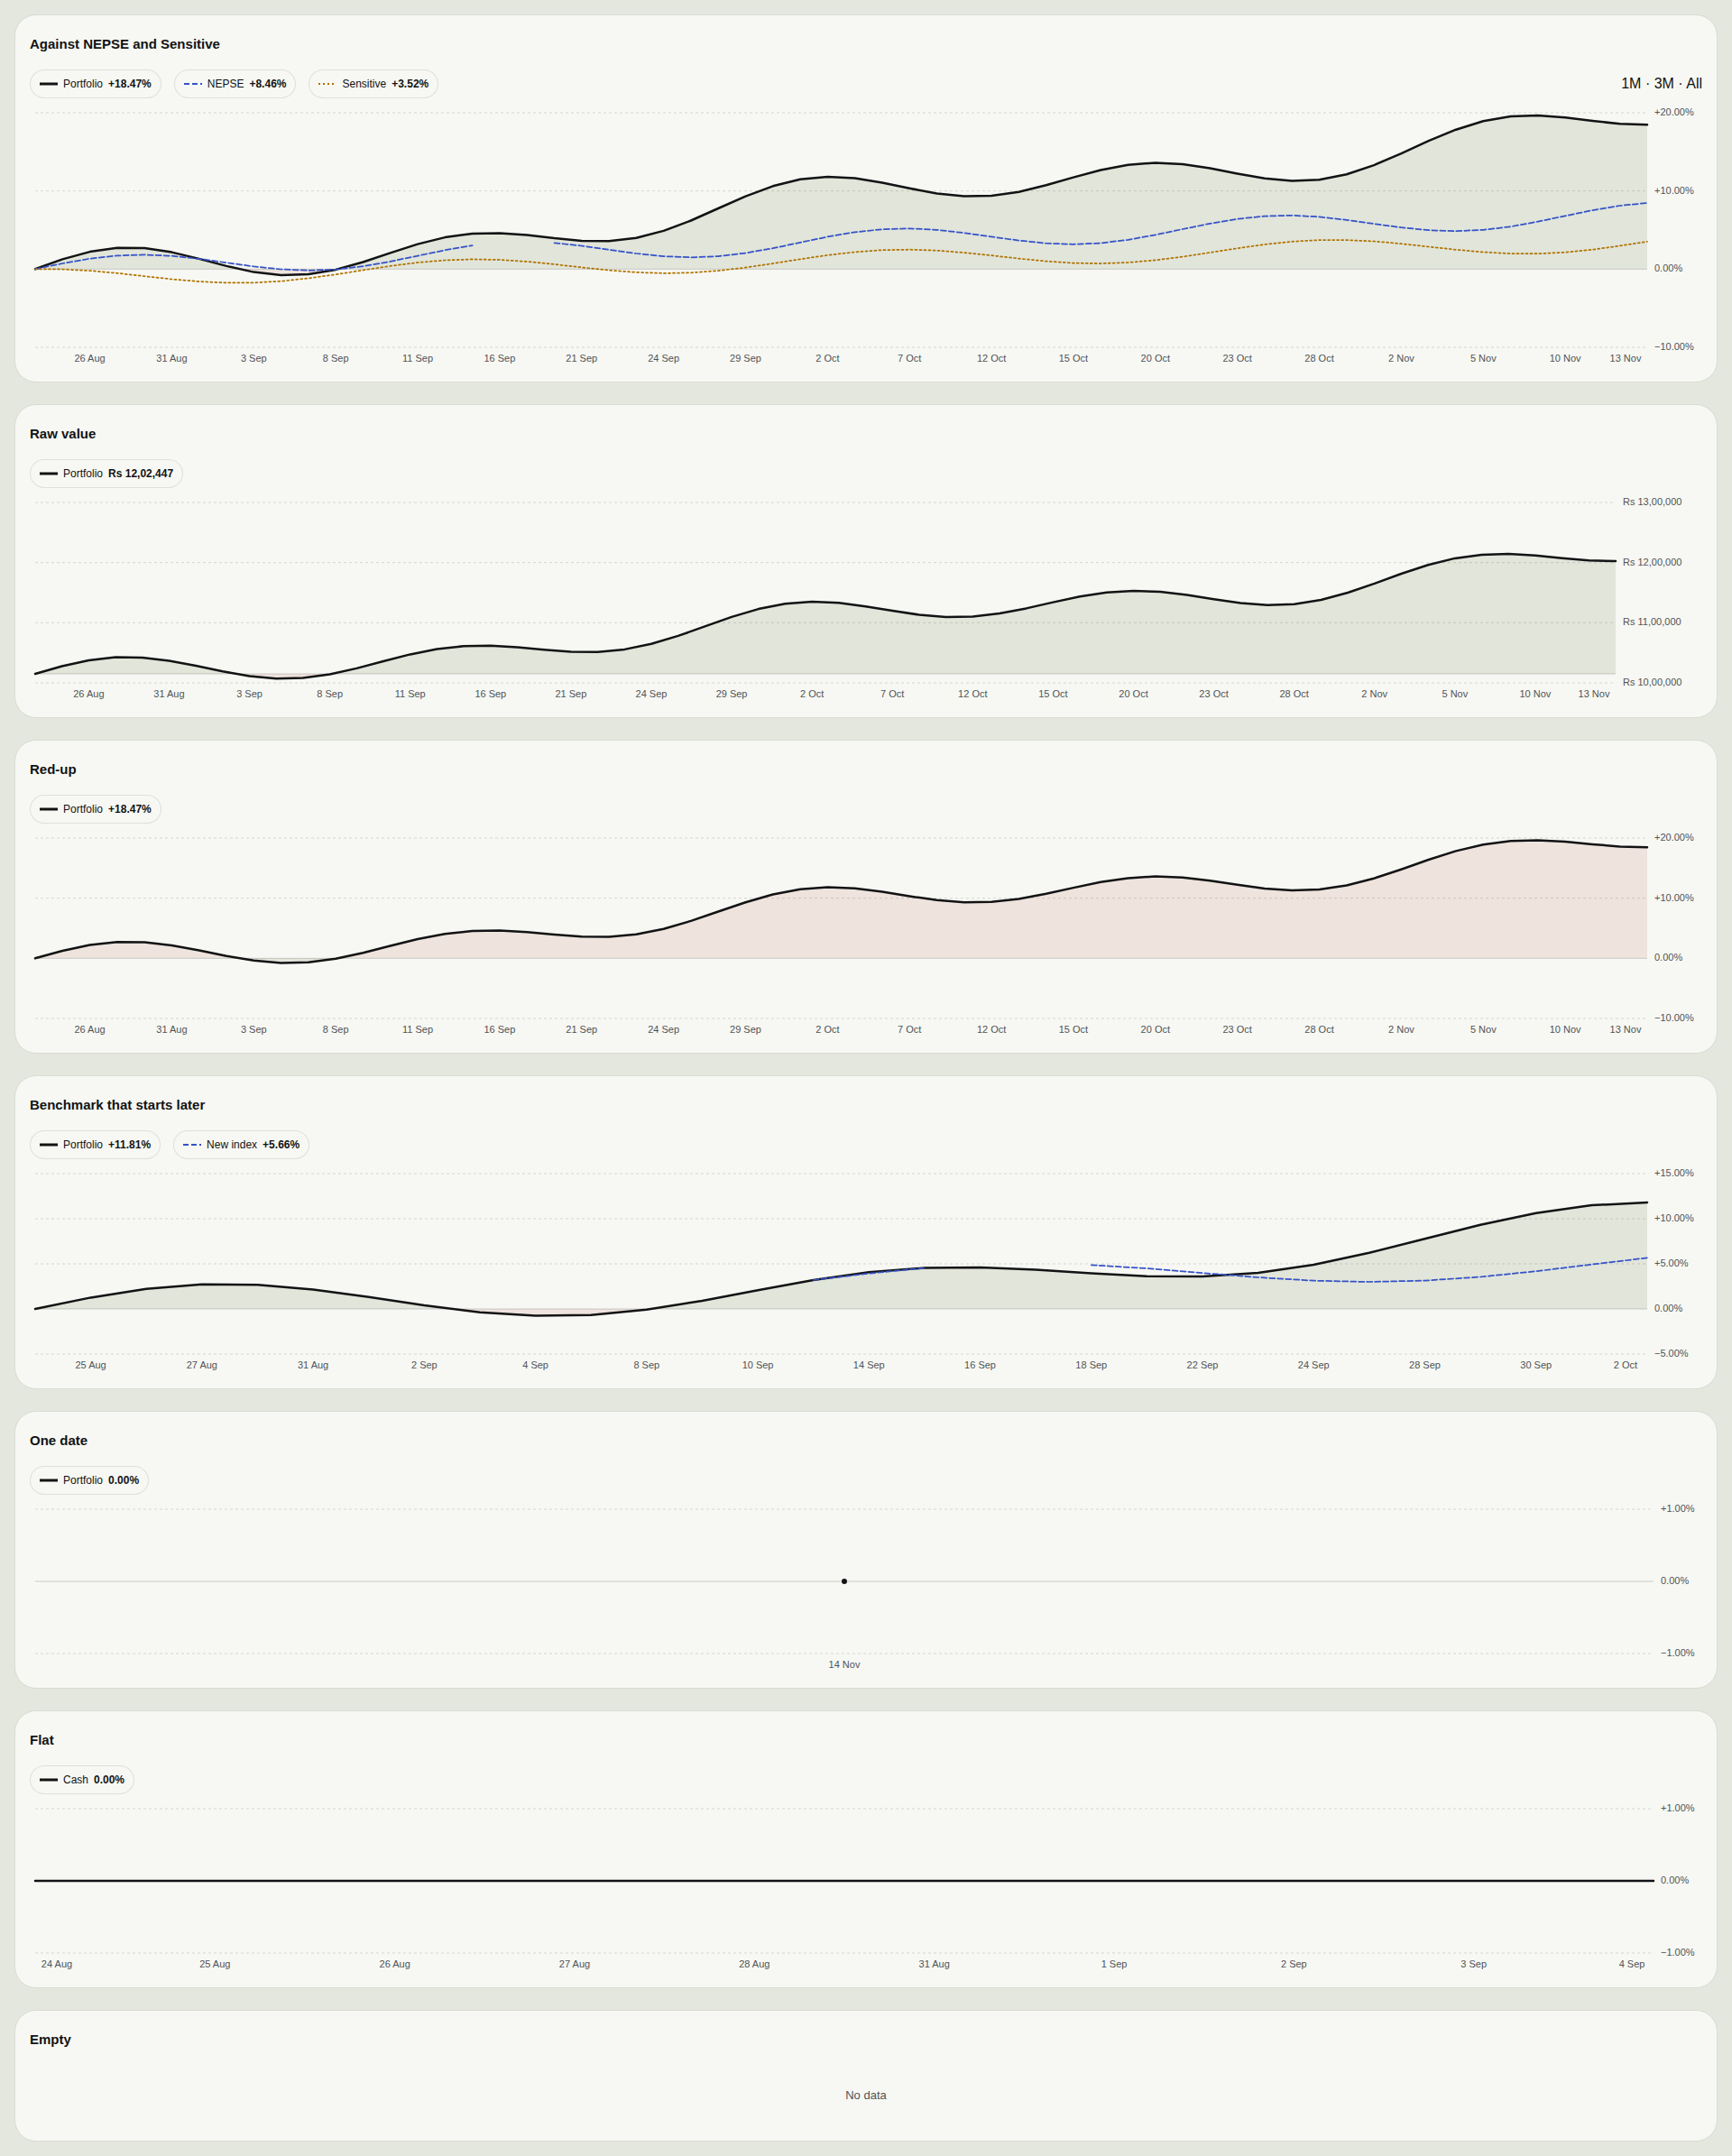 Against NEPSE and Sensitive
Portfolio +18.47% NEPSE +8.46% Sensitive +3.52% 1M · 3M · All
+20.00%
+10.00%
0.00%
−10.00%
26 Aug 31 Aug 3 Sep 8 Sep 11 Sep 16 Sep 21 Sep 24 Sep 29 Sep 2 Oct 7 Oct 12 Oct 15 Oct 20 Oct 23 Oct 28 Oct 2 Nov 5 Nov 10 Nov 13 Nov
Raw value
Portfolio Rs 12,02,447
Rs 13,00,000
Rs 12,00,000
Rs 11,00,000
Rs 10,00,000
26 Aug 31 Aug 3 Sep 8 Sep 11 Sep 16 Sep 21 Sep 24 Sep 29 Sep 2 Oct 7 Oct 12 Oct 15 Oct 20 Oct 23 Oct 28 Oct 2 Nov 5 Nov 10 Nov 13 Nov
Red-up
Portfolio +18.47%
+20.00%
+10.00%
0.00%
−10.00%
26 Aug 31 Aug 3 Sep 8 Sep 11 Sep 16 Sep 21 Sep 24 Sep 29 Sep 2 Oct 7 Oct 12 Oct 15 Oct 20 Oct 23 Oct 28 Oct 2 Nov 5 Nov 10 Nov 13 Nov
Benchmark that starts later
Portfolio +11.81% New index +5.66%
+15.00%
+10.00%
+5.00%
0.00%
−5.00%
25 Aug 27 Aug 31 Aug 2 Sep 4 Sep 8 Sep 10 Sep 14 Sep 16 Sep 18 Sep 22 Sep 24 Sep 28 Sep 30 Sep 2 Oct
One date
Portfolio 0.00%
+1.00%
0.00%
−1.00%
14 Nov
Flat
Cash 0.00%
+1.00%
0.00%
−1.00%
24 Aug 25 Aug 26 Aug 27 Aug 28 Aug 31 Aug 1 Sep 2 Sep 3 Sep 4 Sep
Empty
No data